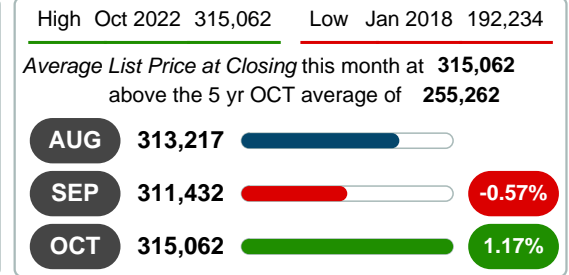 High Oct 2022 315,062 Low Jan 2018 192,234
Average List Price at Closing this month at 315,062
above the 5 yr OCT average of 255,262
AUG 313,217
SEP 311,432 -0.57%
OCT 315,062 1.17%